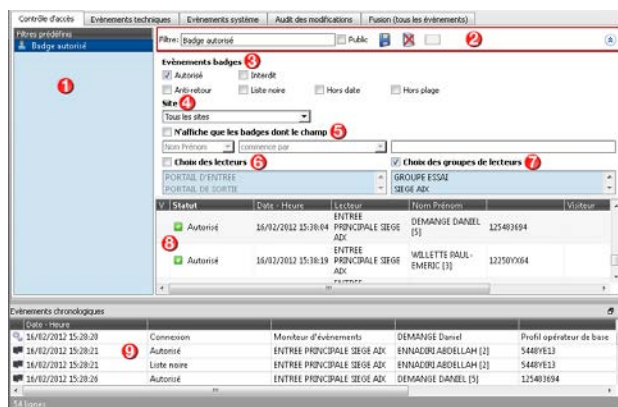 Contrôle d'accès Evènements techniques Evènements système Audit des modifications Fusion (tous les évènements)
Filtres prédéfinis
Badge autorisé
1
Filtre: Badge autorisé Public 2
Evènements badges 3
Autorisé Interdit
Anti-retour Liste noire Hors date Hors plage
Site 4
Tous les sites
N'affiche que les badges dont le champ 5
Nom Prénom commence par
Choix des lecteurs 6 Choix des groupes de lecteurs 7
PORTAIL D'ENTREE GROUPE ESSAI
PORTAIL DE SORTIE SIEGE AIX
V Statut Date - Heure Lecteur Nom Prénom Visiteur
Autorisé 16/02/2012 15:38:04 ENTREE PRINCIPALE SIEGE AIX DEMANGE DANIEL [5] 125483694
8
Autorisé 16/02/2012 15:38:19 ENTREE PRINCIPALE SIEGE AIX WILLETTE PAUL-EMERIC [3] 12250YX64
ENTREE
Evènements chronologiques
Date - Heure
16/02/2012 15:28:20 Connexion Moniteur d'évènements DEMANGE Daniel Profil opérateur de base
16/02/2012 15:28:21 9 Autorisé ENTREE PRINCIPALE SIEGE AIX ENNADIRI ABDELLAH [2] 5448YE13
16/02/2012 15:28:21 Liste noire ENTREE PRINCIPALE SIEGE AIX ENNADIRI ABDELLAH [2] 5448YE13
16/02/2012 15:28:26 Autorisé ENTREE PRINCIPALE SIEGE AIX DEMANGE DANIEL [5] 125483694
54 lignes